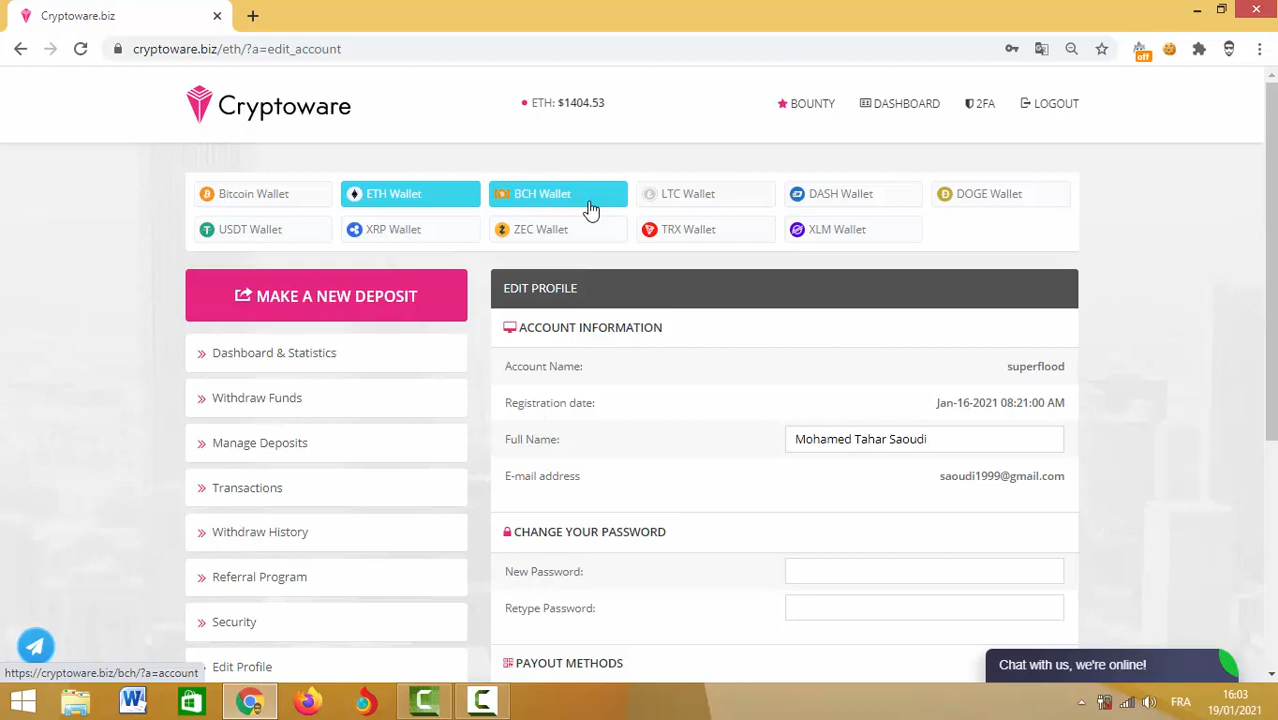 Cryptoware.biz
cryptoware.biz/eth/?a=edit_account
off
Cryptoware
ETH: $1404.53
BOUNTY
DASHBOARD
2FA
LOGOUT
Bitcoin Wallet
ETH Wallet
BCH Wallet
LTC Wallet
DASH Wallet
DOGE Wallet
USDT Wallet
XRP Wallet
ZEC Wallet
TRX Wallet
XLM Wallet
MAKE A NEW DEPOSIT
» Dashboard & Statistics
» Withdraw Funds
» Manage Deposits
» Transactions
» Withdraw History
» Referral Program
» Security
» Edit Profile
EDIT PROFILE
ACCOUNT INFORMATION
Account Name: superflood
Registration date: Jan-16-2021 08:21:00 AM
Full Name: Mohamed Tahar Saoudi
E-mail address saoudi1999@gmail.com
CHANGE YOUR PASSWORD
New Password:
Retype Password:
PAYOUT METHODS
Chat with us, we're online!
https://cryptoware.biz/bch/?a=account
FR
16:03
19/01/2021